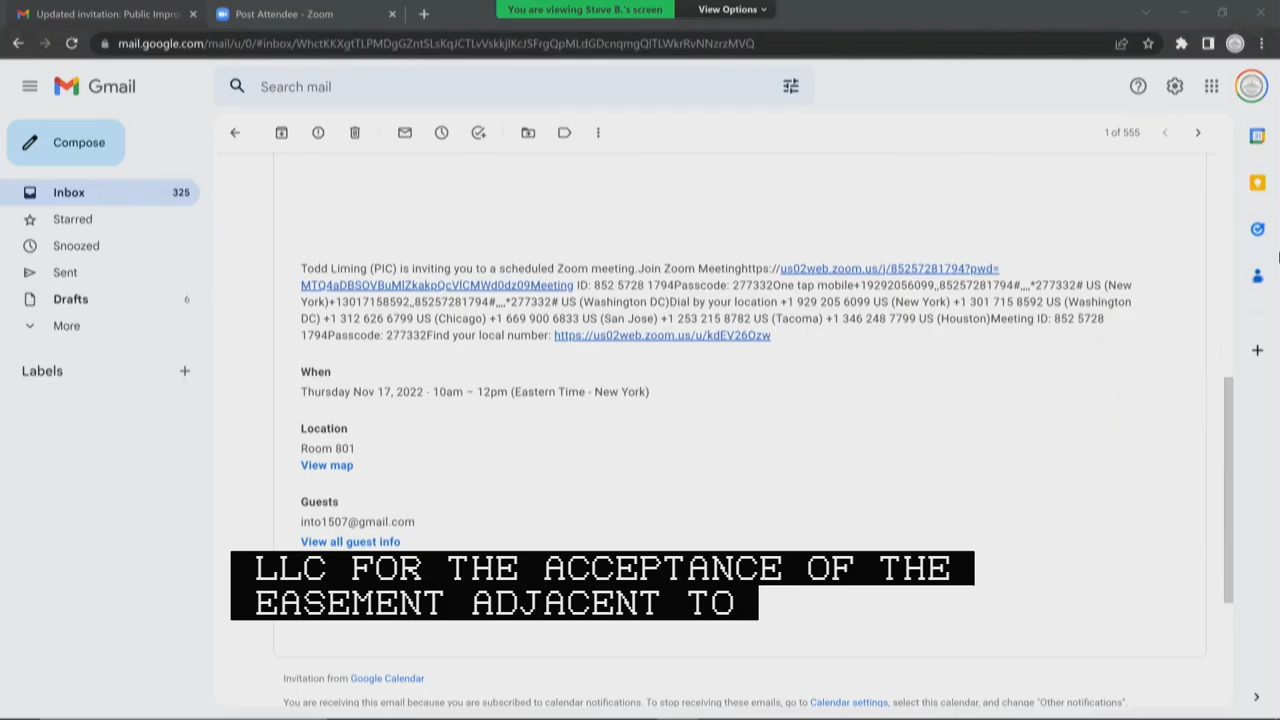 Updated invitation: Public Impro
Post Attendee - Zoom
You are viewing Steve B.'s screen
View Options
mail.google.com/mail/u/0/#inbox/WhctKKXgtTLPMDgGZntSLsKqJCTLvVskkjlKcJSFrgQpMLdGDcnqmgQlTLWkrRvNNzrzMVQ
Gmail
Search mail
Compose
1 of 555
Inbox 325
Starred
Snoozed
Sent
Drafts 6
More
Labels
Todd Liming (PIC) is inviting you to a scheduled Zoom meeting.Join Zoom Meetinghttps://us02web.zoom.us/j/85257281794?pwd=
MTQ4aDBSOVBuMlZkakpQcVlCMWd0dz09Meeting ID: 852 5728 1794Passcode: 277332One tap mobile+19292056099,,85257281794#,,,,*277332# US (New
York)+13017158592,,85257281794#,,,,*277332# US (Washington DC)Dial by your location +1 929 205 6099 US (New York) +1 301 715 8592 US (Washington
DC) +1 312 626 6799 US (Chicago) +1 669 900 6833 US (San Jose) +1 253 215 8782 US (Tacoma) +1 346 248 7799 US (Houston)Meeting ID: 852 5728
1794Passcode: 277332Find your local number: https://us02web.zoom.us/u/kdEV26Ozw
When
Thursday Nov 17, 2022 · 10am – 12pm (Eastern Time - New York)
Location
Room 801
View map
Guests
into1507@gmail.com
View all guest info
LLC FOR THE ACCEPTANCE OF THE
EASEMENT ADJACENT TO
Invitation from Google Calendar
You are receiving this email because you are subscribed to calendar notifications. To stop receiving these emails, go to Calendar settings, select this calendar, and change "Other notifications".